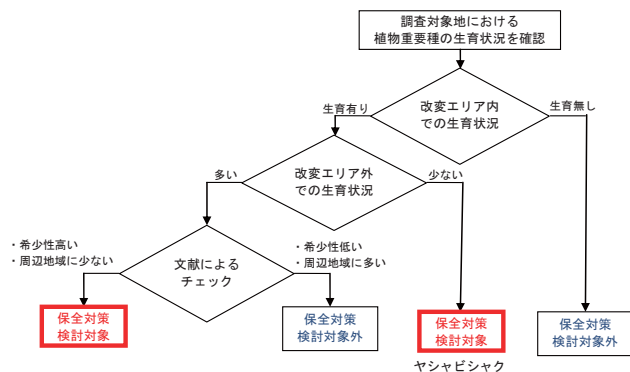 調査対象地における
植物重要種の生育状況を確認
改変エリア内
での生育状況
生育有り
生育無し
改変エリア外
での生育状況
多い
少ない
文献による
チェック
・希少性高い
・周辺地域に少ない
・希少性低い
・周辺地域に多い
保全対策
検討対象
保全対策
検討対象外
保全対策
検討対象
ヤシャビシャク
保全対策
検討対象外